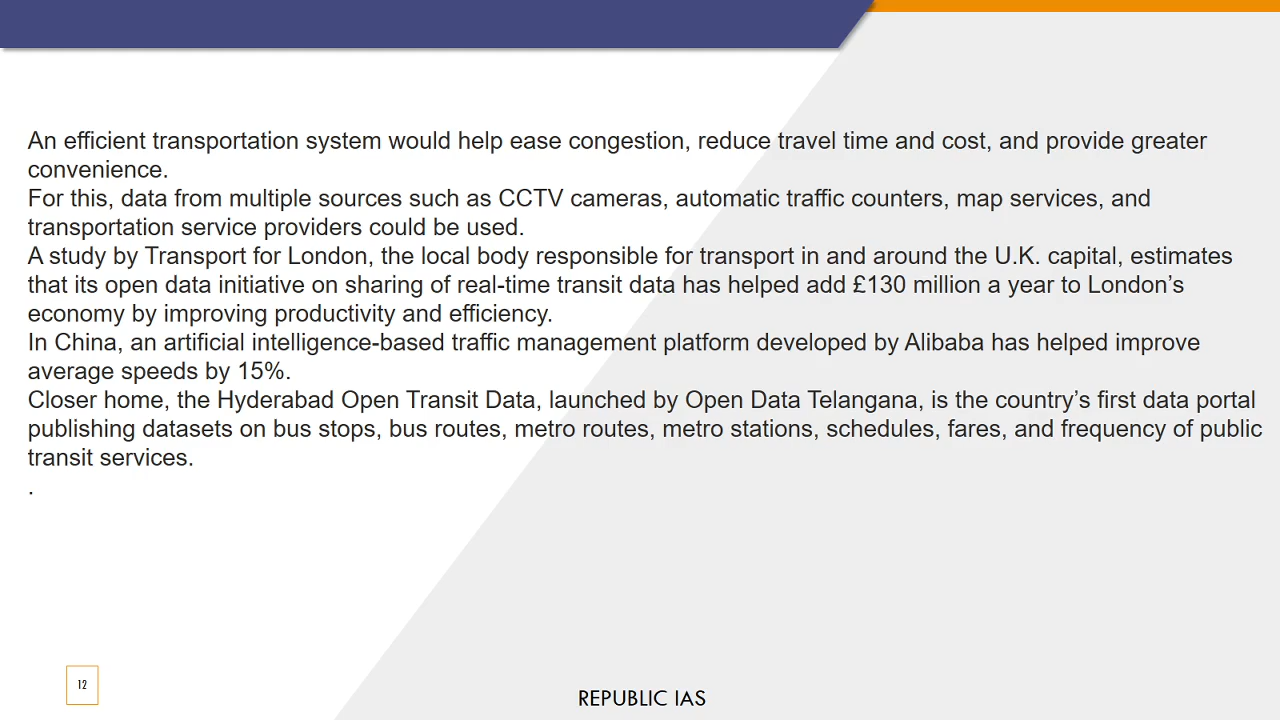 An efficient transportation system would help ease congestion, reduce travel time and cost, and provide greater
convenience.
For this, data from multiple sources such as CCTV cameras, automatic traffic counters, map services, and
transportation service providers could be used.
A study by Transport for London, the local body responsible for transport in and around the U.K. capital, estimates
that its open data initiative on sharing of real-time transit data has helped add £130 million a year to London’s
economy by improving productivity and efficiency.
In China, an artificial intelligence-based traffic management platform developed by Alibaba has helped improve
average speeds by 15%.
Closer home, the Hyderabad Open Transit Data, launched by Open Data Telangana, is the country’s first data portal
publishing datasets on bus stops, bus routes, metro routes, metro stations, schedules, fares, and frequency of public
transit services.
.
12
REPUBLIC IAS